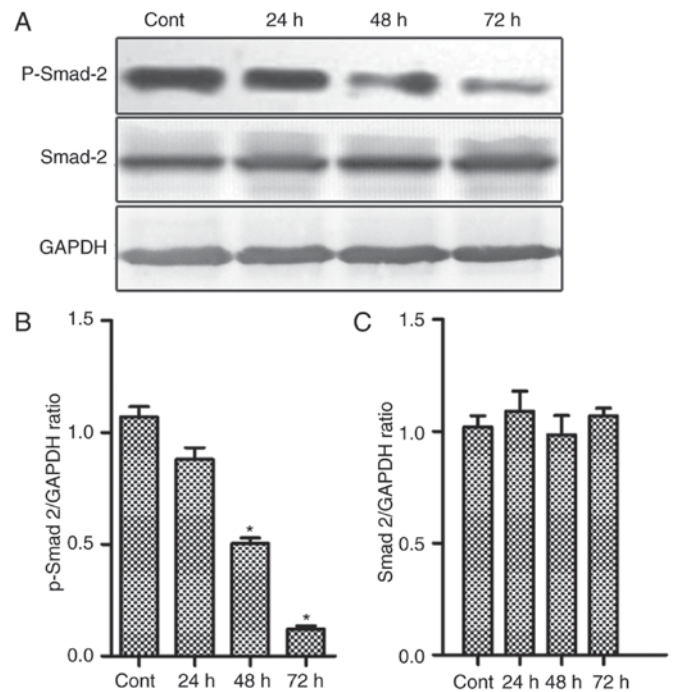 A
Cont 24 h 48 h 72 h
P-Smad-2
Smad-2
GAPDH
B
p-Smad 2/GAPDH ratio
1.5
1.0
0.5
0.0
*
*
Cont 24 h 48 h 72 h
C
Smad 2/GAPDH ratio
1.5
1.0
0.5
0.0
Cont 24 h 48 h 72 h